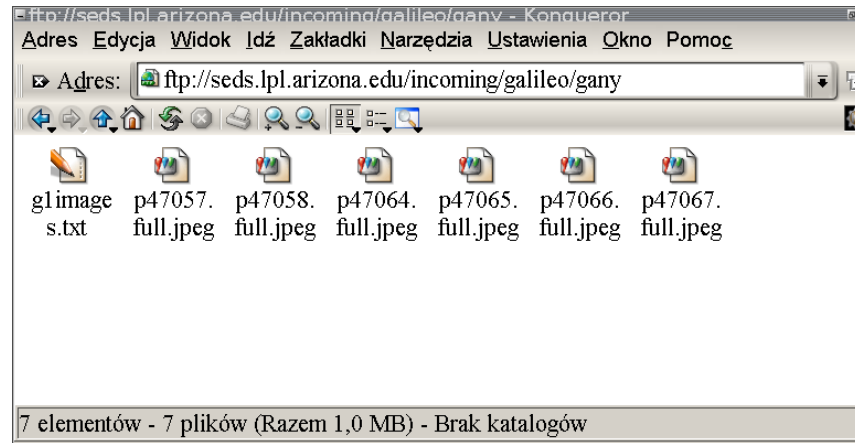 ftp://seds.lpl.arizona.edu/incoming/galileo/gany - Konqueror
Adres Edycja Widok Idź Zakładki Narzędzia Ustawienia Okno Pomoc
Adres: ftp://seds.lpl.arizona.edu/incoming/galileo/gany
g1image p47057. p47058. p47064. p47065. p47066. p47067.
s.txt full.jpeg full.jpeg full.jpeg full.jpeg full.jpeg full.jpeg
7 elementów - 7 plików (Razem 1,0 MB) - Brak katalogów